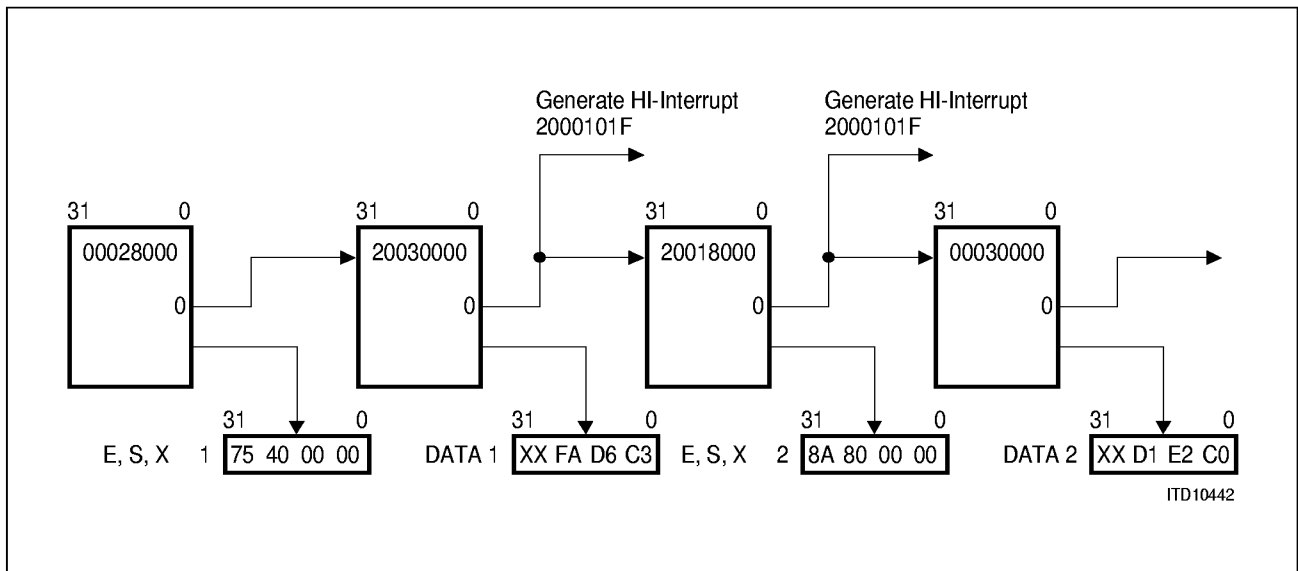 Generate HI-Interrupt Generate HI-Interrupt
2000101F 2000101F
31 0 31 0 31 0 31 0
00028000 20030000 20018000 00030000
0 0 0 0
31 0 31 0 31 0 31 0
E, S, X 1 75 40 00 00 DATA 1 XX FA D6 C3 E, S, X 2 8A 80 00 00 DATA 2 XX D1 E2 C0
ITD10442